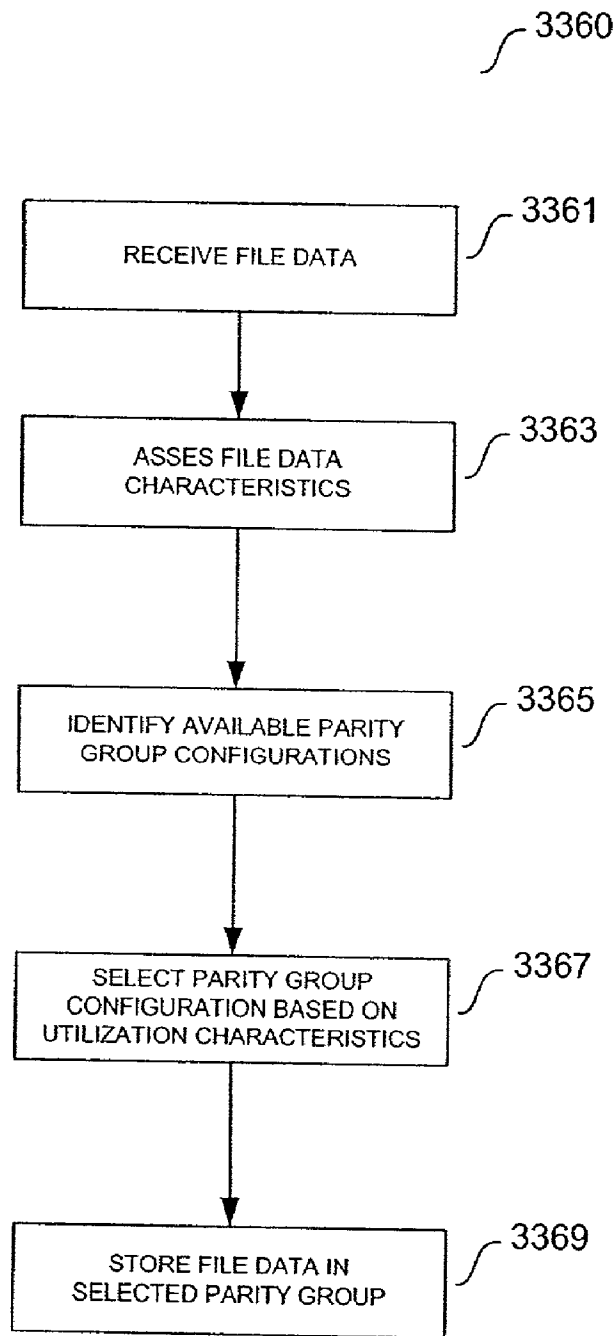 3360
3361
RECEIVE FILE DATA
3363
ASSES FILE DATA
CHARACTERISTICS
3365
IDENTIFY AVAILABLE PARITY
GROUP CONFIGURATIONS
3367
SELECT PARITY GROUP
CONFIGURATION BASED ON
UTILIZATION CHARACTERISTICS
3369
STORE FILE DATA IN
SELECTED PARITY GROUP